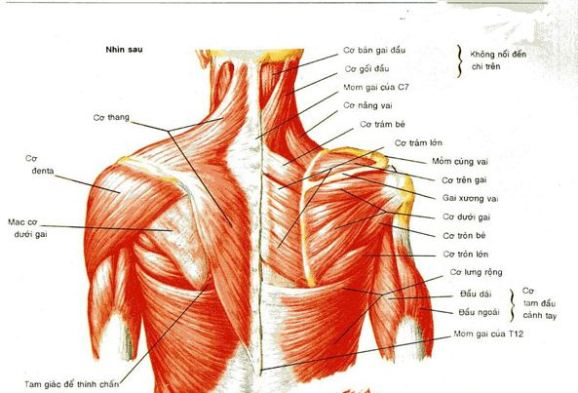 Nhìn sau
Cơ bán gai đầu
Cơ gối đầu
Không nối đến
chi trên
Mom gai của C7
Cơ nâng vai
Cơ trám bé
Cơ trám lớn
Mỏm cùng vai
Cơ trên gai
Gai xương vai
Cơ dưới gai
Cơ tròn bé
Cơ tròn lớn
Cơ lưng rộng
Đầu dài
Đầu ngoài
Cơ
tam đầu
cánh tay
Mom gai của T12
Cơ thang
Cơ
đenta
Mạc cơ
dưới gai
Tam giác để thính chẩn